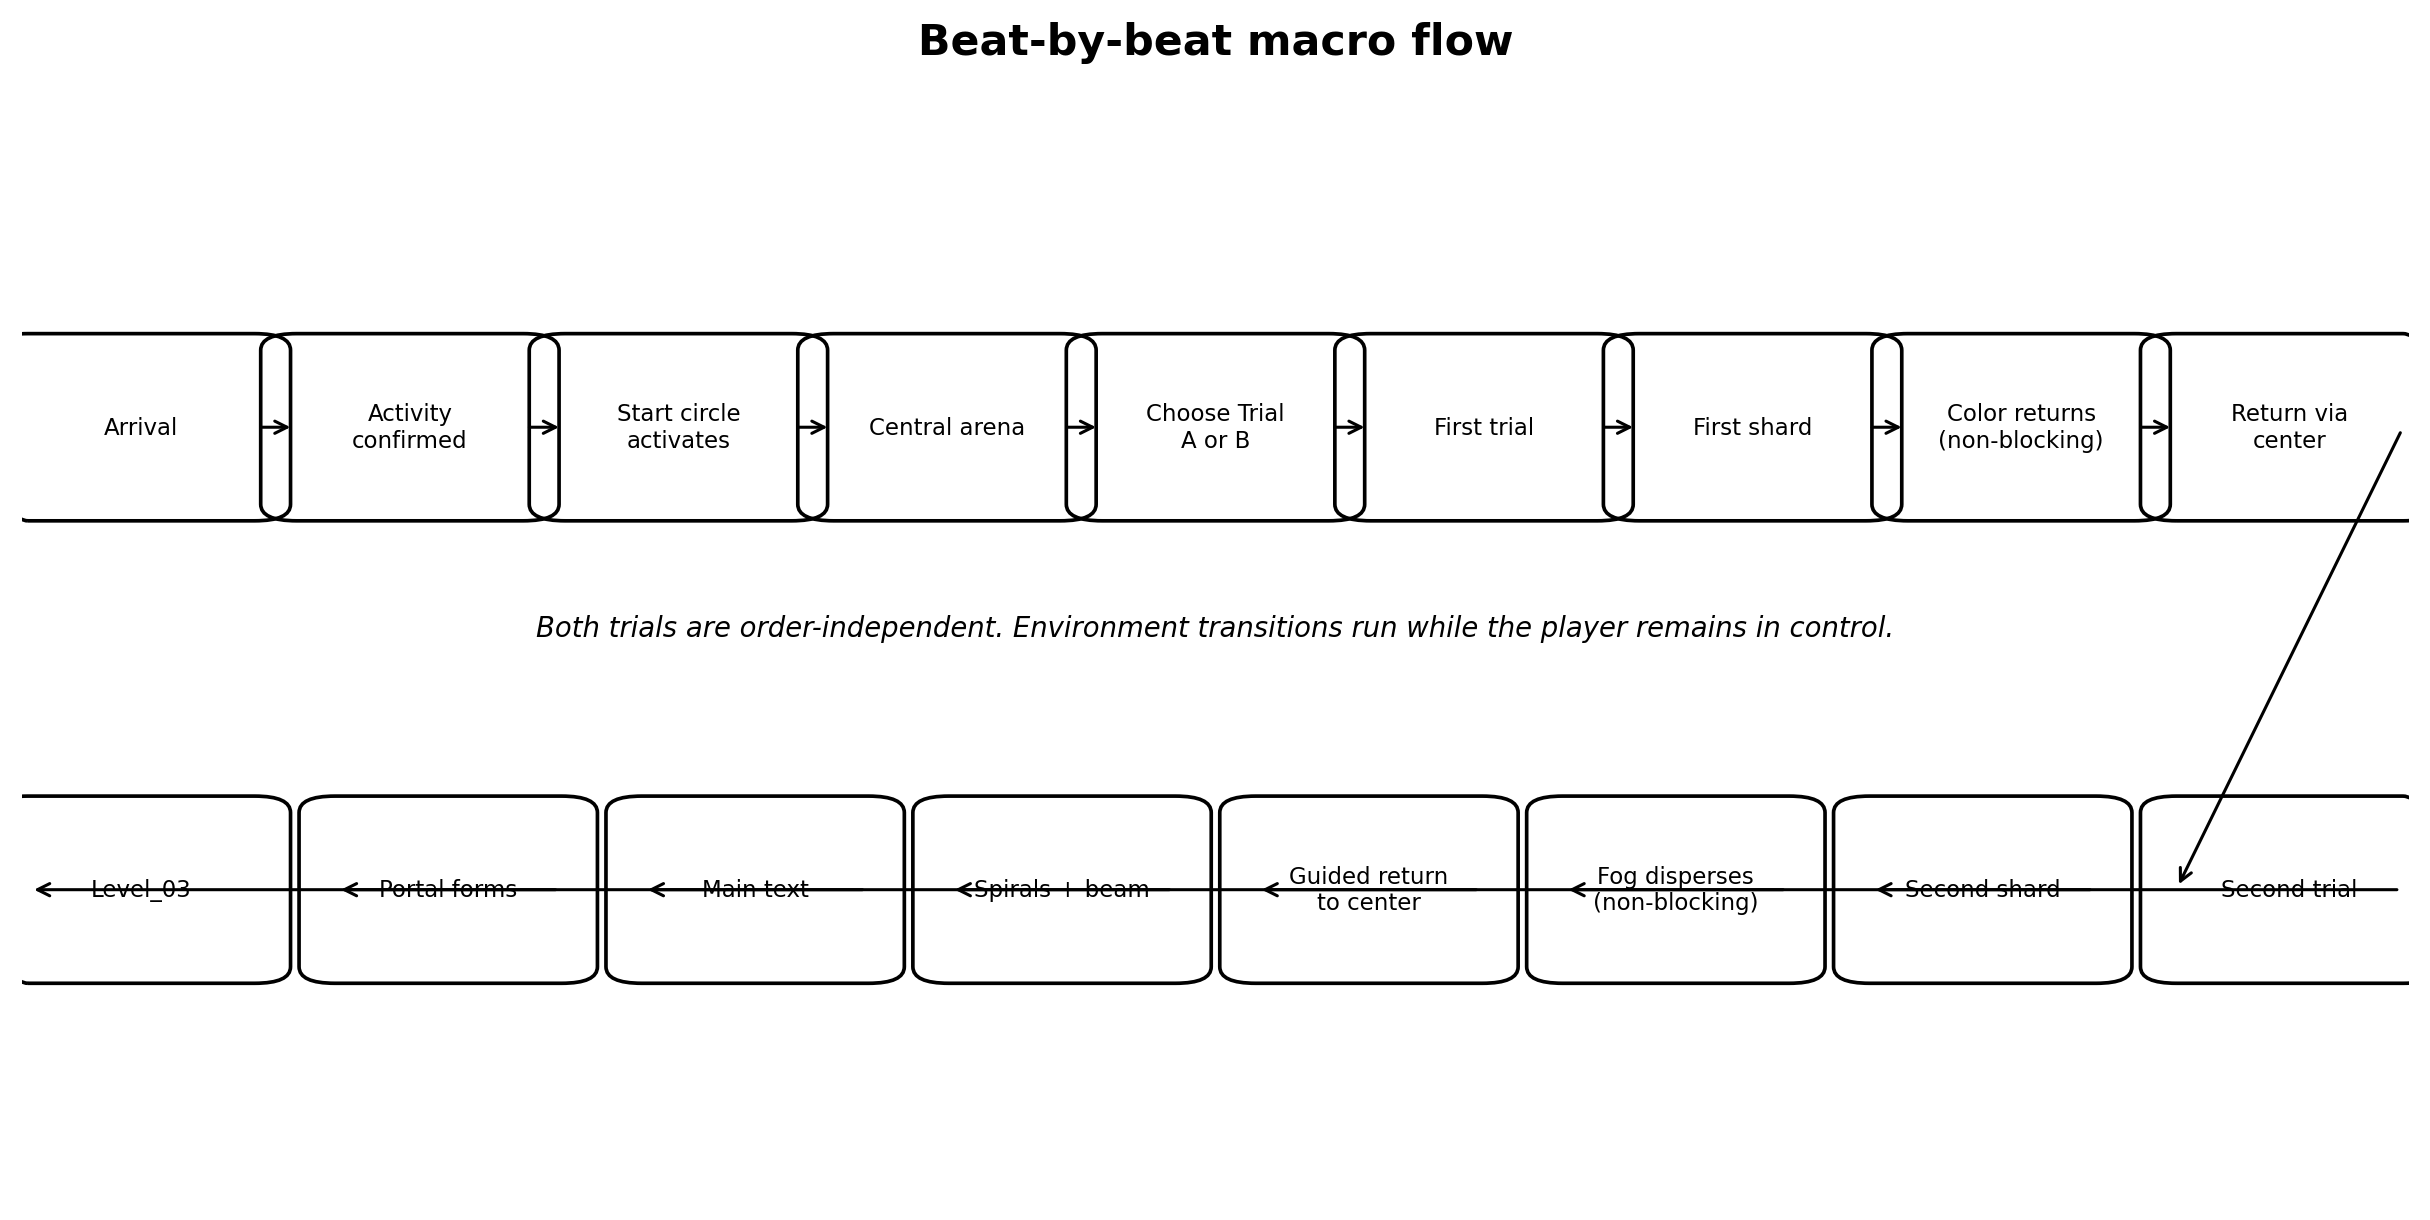 Beat-by-beat macro flow
Arrival
Activity
confirmed
Start circle
activates
Central arena
Choose Trial
A or B
First trial
First shard
Color returns
(non-blocking)
Return via
center
Both trials are order-independent. Environment transitions run while the player remains in control.
Level_03
Portal forms
Main text
Spirals + beam
Guided return
to center
Fog disperses
(non-blocking)
Second shard
Second trial